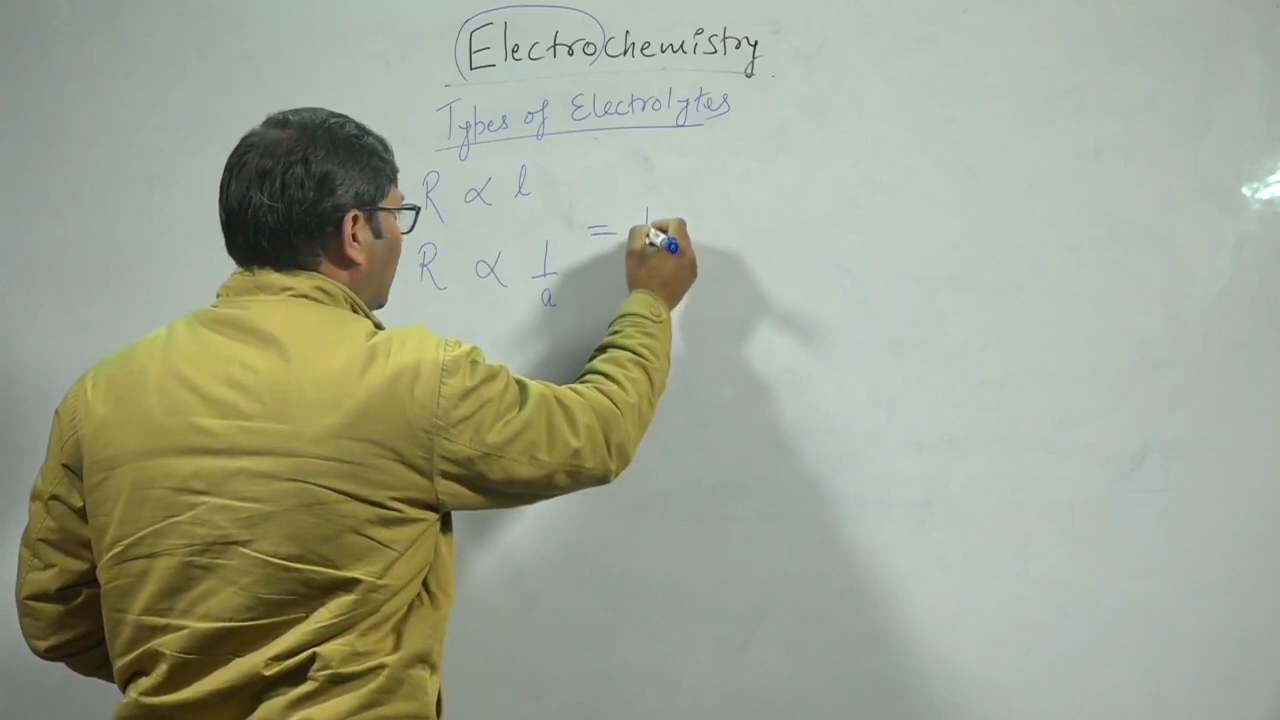 Electrochemistry
Types of Electrolytes
R ∝ l
R ∝ 1/a
=